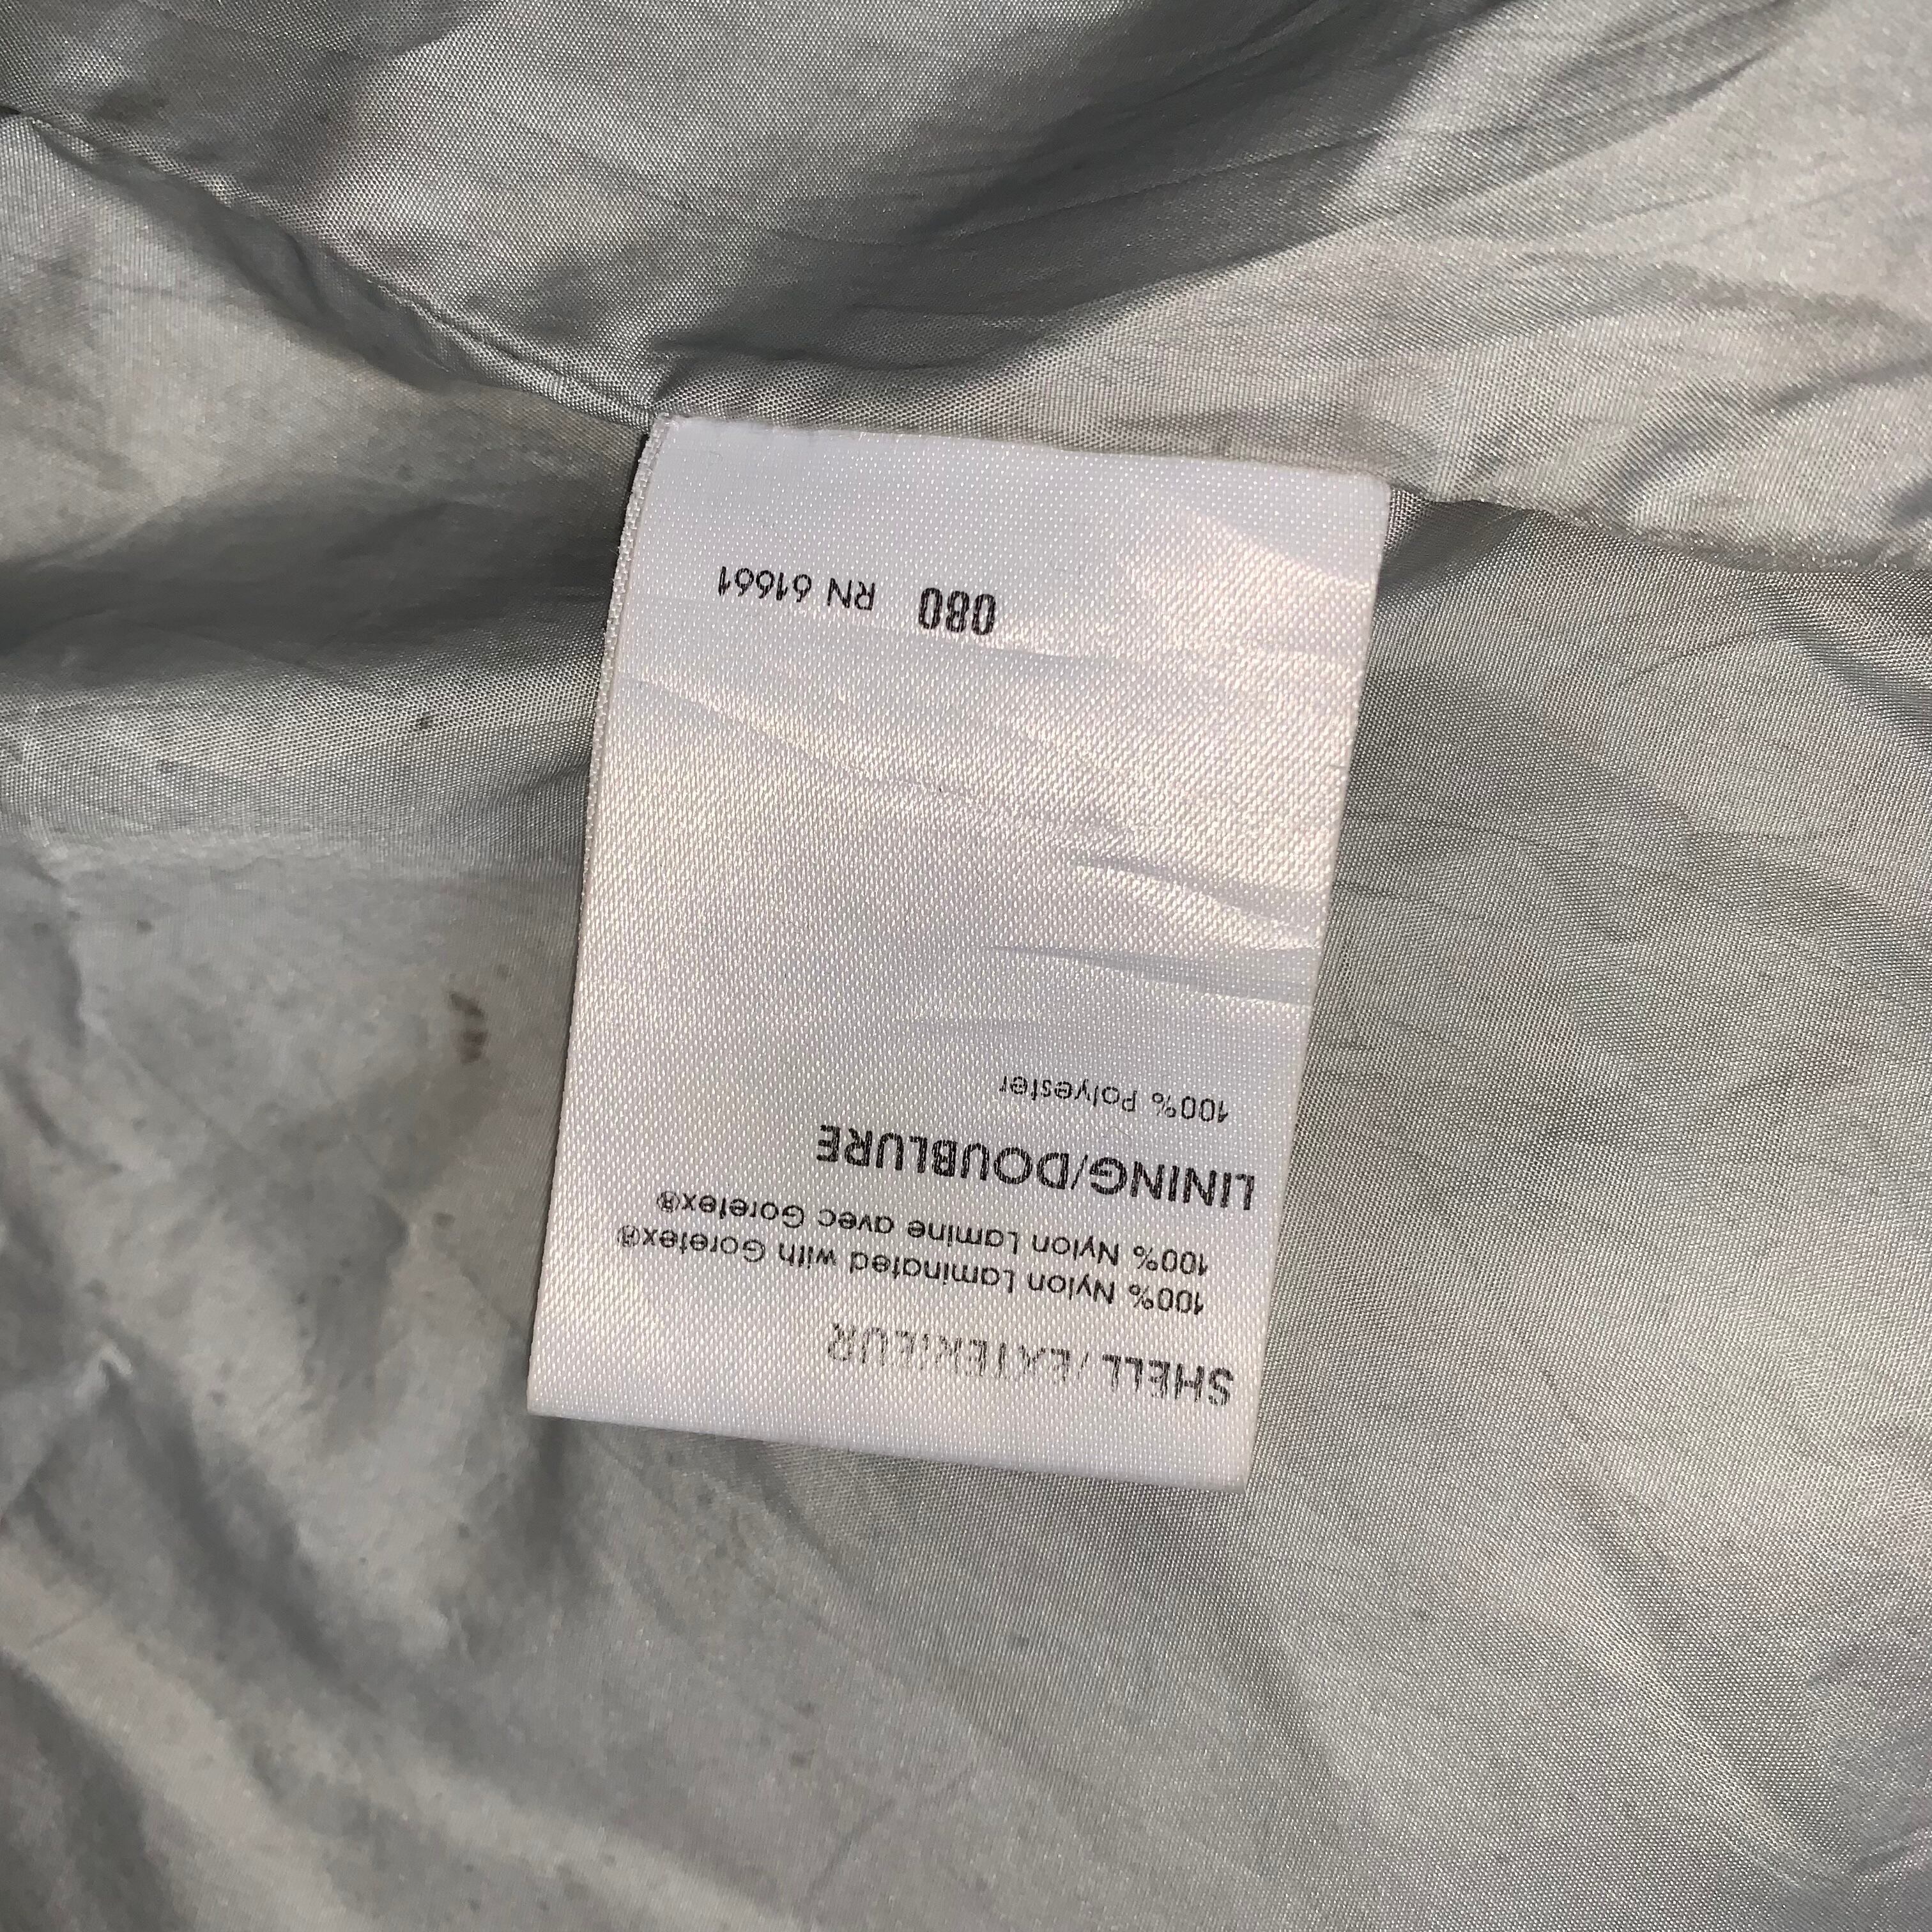 SHELL/EXTERIEUR
100% Nylon Laminated with Goretex®
100% Nylon Lamine avec Goretex®
LINING/DOUBLURE
100% Polyester
080 RN 61661